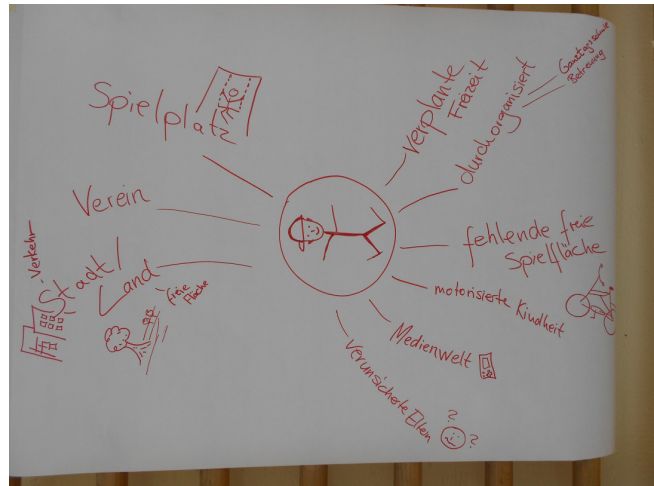 Spielplatz
Verein
Verkehr
Stadt/
Land
freie
Fläche
verplante
Freizeit
durchorganisiert
Ganztagsschule
Betreuung
fehlende freie
Spielfläche
motorisierte Kindheit
Medienwelt
verunsicherte Eltern
?
?